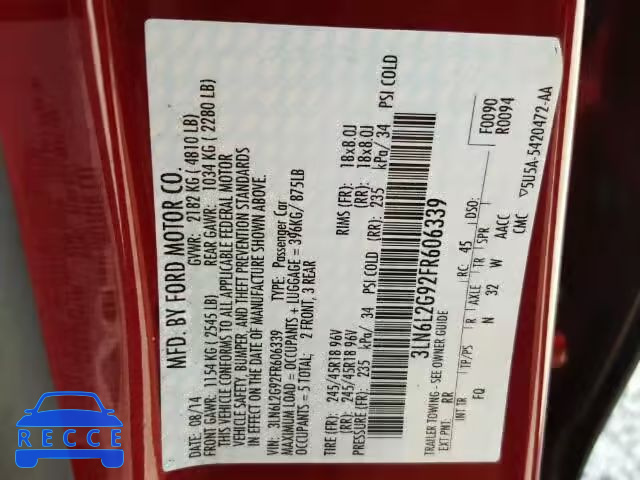 MFD. BY FORD MOTOR CO.
DATE: 08/14 GVWR: 2182 KG ( 4810 LB)
FRONT GAWR: 1154 KG ( 2545 LB) REAR GAWR: 1034 KG ( 2280 LB)
THIS VEHICLE CONFORMS TO ALL APPLICABLE FEDERAL MOTOR
VEHICLE SAFETY, BUMPER, AND THEFT PREVENTION STANDARDS
IN EFFECT ON THE DATE OF MANUFACTURE SHOWN ABOVE.
VIN: 3LN6L2G92FR606339 TYPE: Passenger Car
MAXIMUM LOAD = OCCUPANTS + LUGGAGE = 396KG/ 875LB
OCCUPANTS = 5 TOTAL: 2 FRONT, 3 REAR
TIRE (FR): 245/45R18 96V RIMS (FR): 18x8.0J
TIRE (RR): 245/45R18 96V (RR): 18x8.0J
Pressure (FR): 235 kPa/ 34 PSI COLD (RR): 235 kPa/ 34 PSI COLD
3LN6L2G92FR606339
TRAILER TOWING - SEE OWNER GUIDE
F0090
R0094
EXT PNT: RR RC: 45 DSO:
INT TR TP/PS R AXLE TR SPR
FQ N 32 W AACC
CMC ▽5U5A-5420472-AA
RECCE